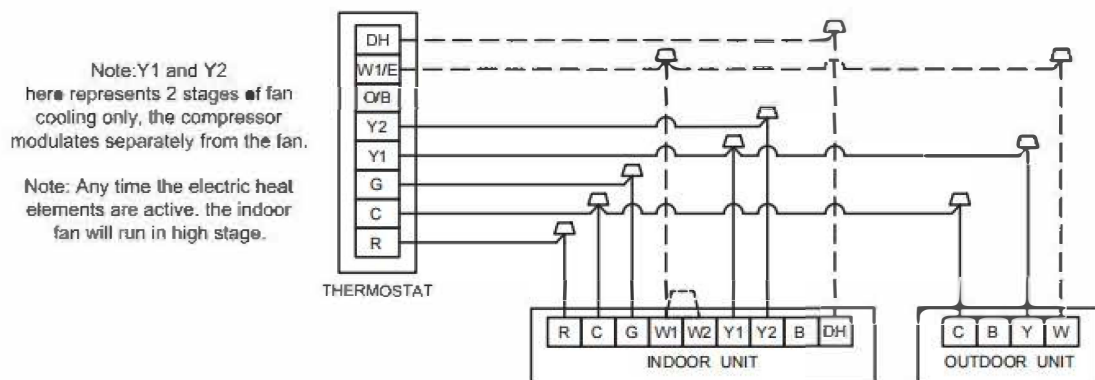 Note:Y1 and Y2
here represents 2 stages of fan
cooling only, the compressor
modulates separately from the fan.
Note: Any time the electric heat
elements are active. the indoor
fan will run in high stage.
DH
W1/E
O/B
Y2
Y1
G
C
R
THERMOSTAT
R C G W1 W2 Y1 Y2 B DH
INDOOR UNIT
C B Y W
OUTDOOR UNIT